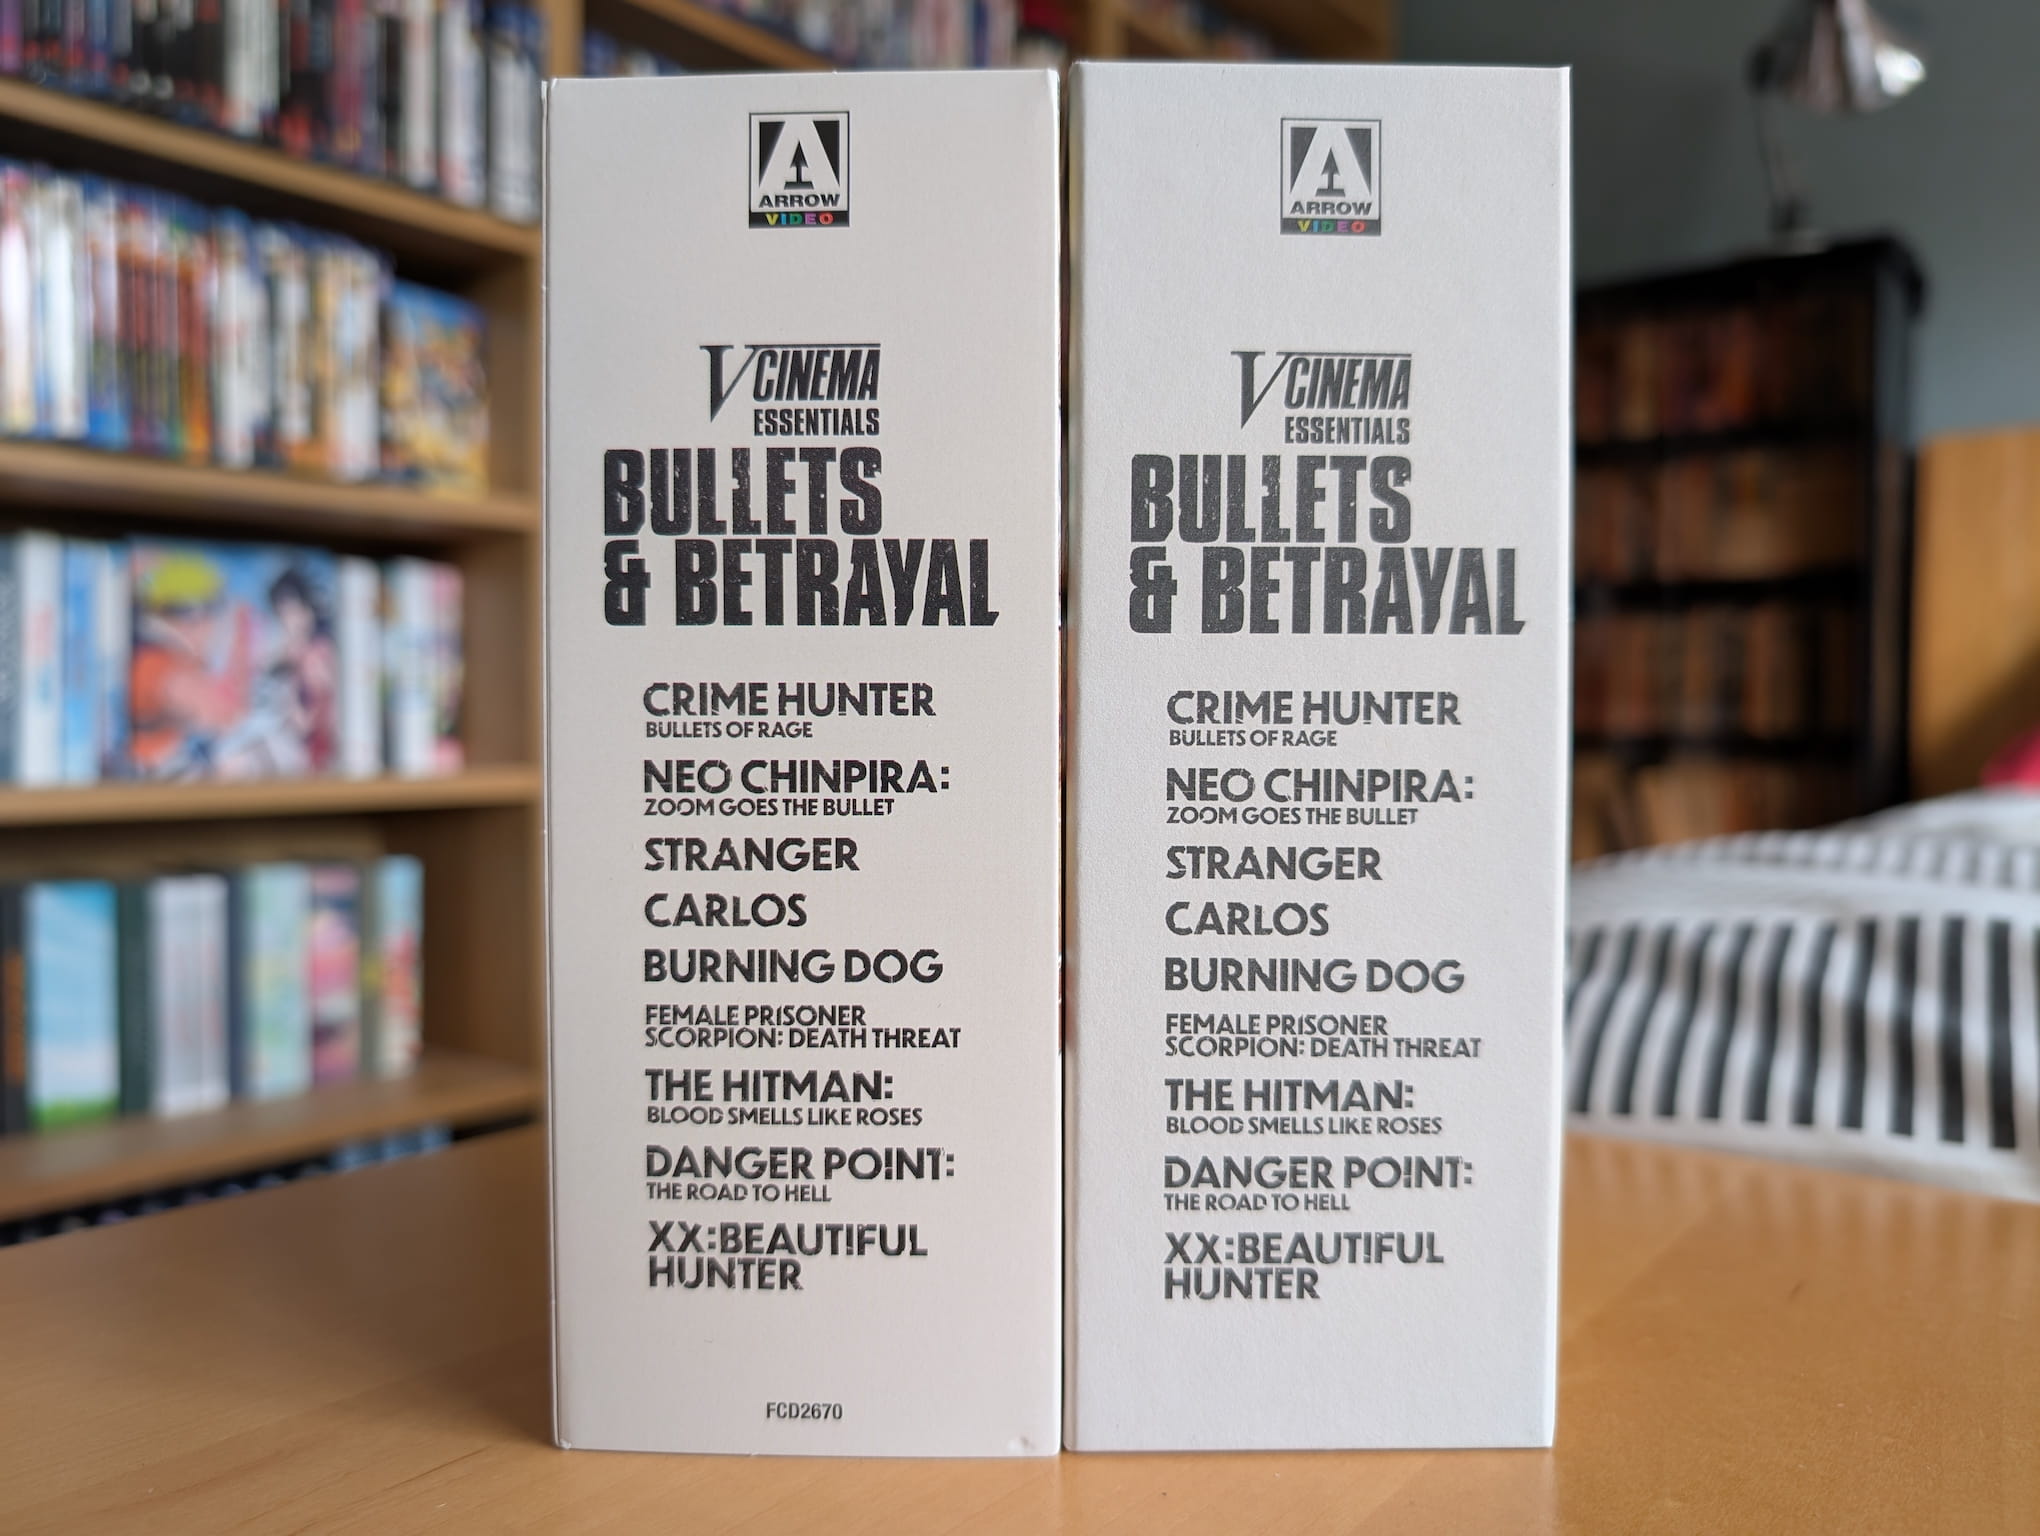 ARROW
VIDEO
V CINEMA
ESSENTIALS
BULLETS
& BETRAYAL
CRIME HUNTER
BULLETS OF RAGE
NEO CHINPIRA:
ZOOM GOES THE BULLET
STRANGER
CARLOS
BURNING DOG
FEMALE PRISONER
SCORPION: DEATH THREAT
THE HITMAN:
BLOOD SMELLS LIKE ROSES
DANGER POINT:
THE ROAD TO HELL
XX:BEAUTIFUL
HUNTER
FCD2670
ARROW
VIDEO
V CINEMA
ESSENTIALS
BULLETS
& BETRAYAL
CRIME HUNTER
BULLETS OF RAGE
NEO CHINPIRA:
ZOOM GOES THE BULLET
STRANGER
CARLOS
BURNING DOG
FEMALE PRISONER
SCORPION: DEATH THREAT
THE HITMAN:
BLOOD SMELLS LIKE ROSES
DANGER POINT:
THE ROAD TO HELL
XX:BEAUTIFUL
HUNTER